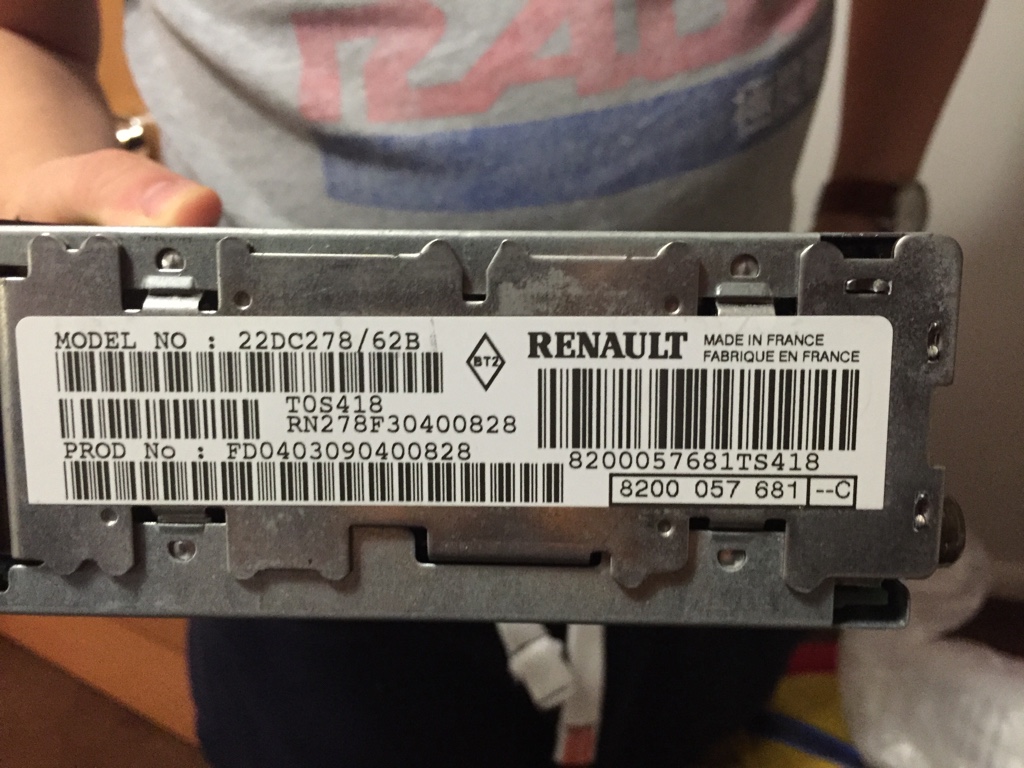 RAD
MODEL NO : 22DC278/62B
BT2
RENAULT
MADE IN FRANCE
FABRIQUE EN FRANCE
T0S418
RN278F30400828
PROD No : FD0403090400828
8200057681TS418
8200 057 681 --C